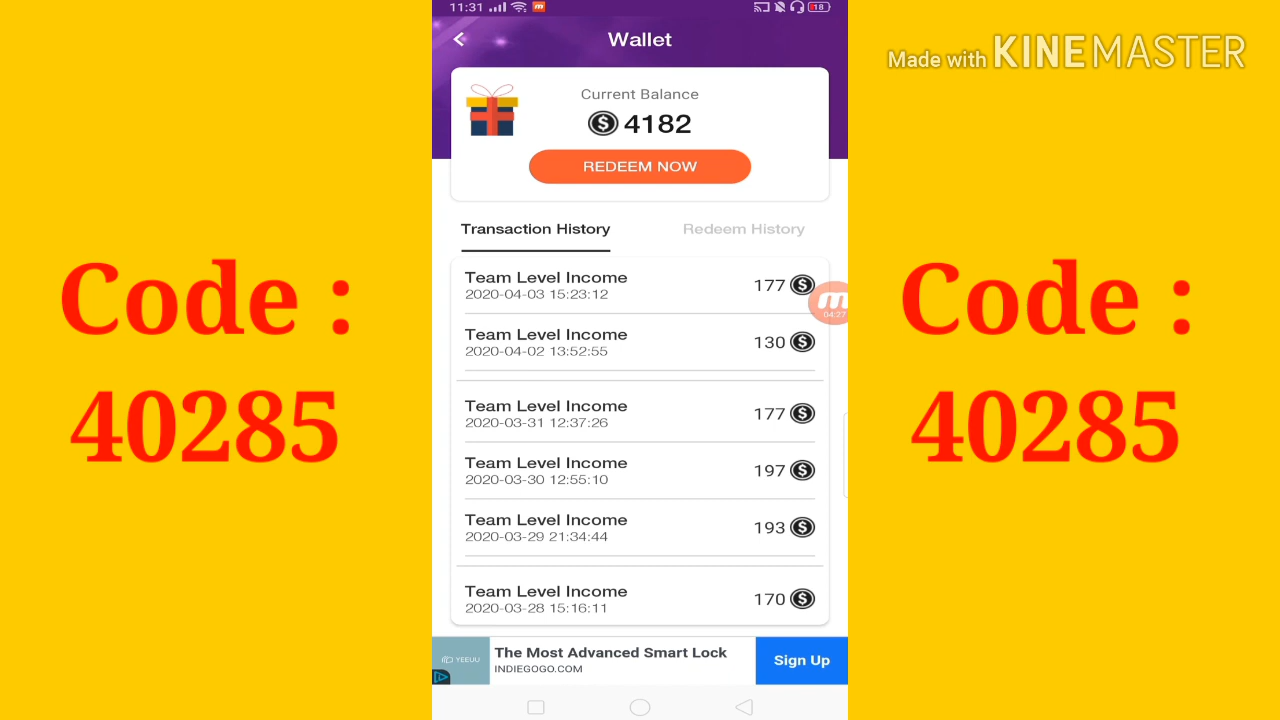 11:31
18
Made with KINEMASTER
Wallet
Current Balance
4182
REDEEM NOW
Transaction History
Redeem History
Team Level Income
2020-04-03 15:23:12
177
04:27
Team Level Income
2020-04-02 13:52:55
130
Team Level Income
2020-03-31 12:37:26
177
Team Level Income
2020-03-30 12:55:10
197
Team Level Income
2020-03-29 21:34:44
193
Team Level Income
2020-03-28 15:16:11
170
YEEUU
The Most Advanced Smart Lock
INDIEGOGO.COM
Sign Up
Code :
40285
Code :
40285